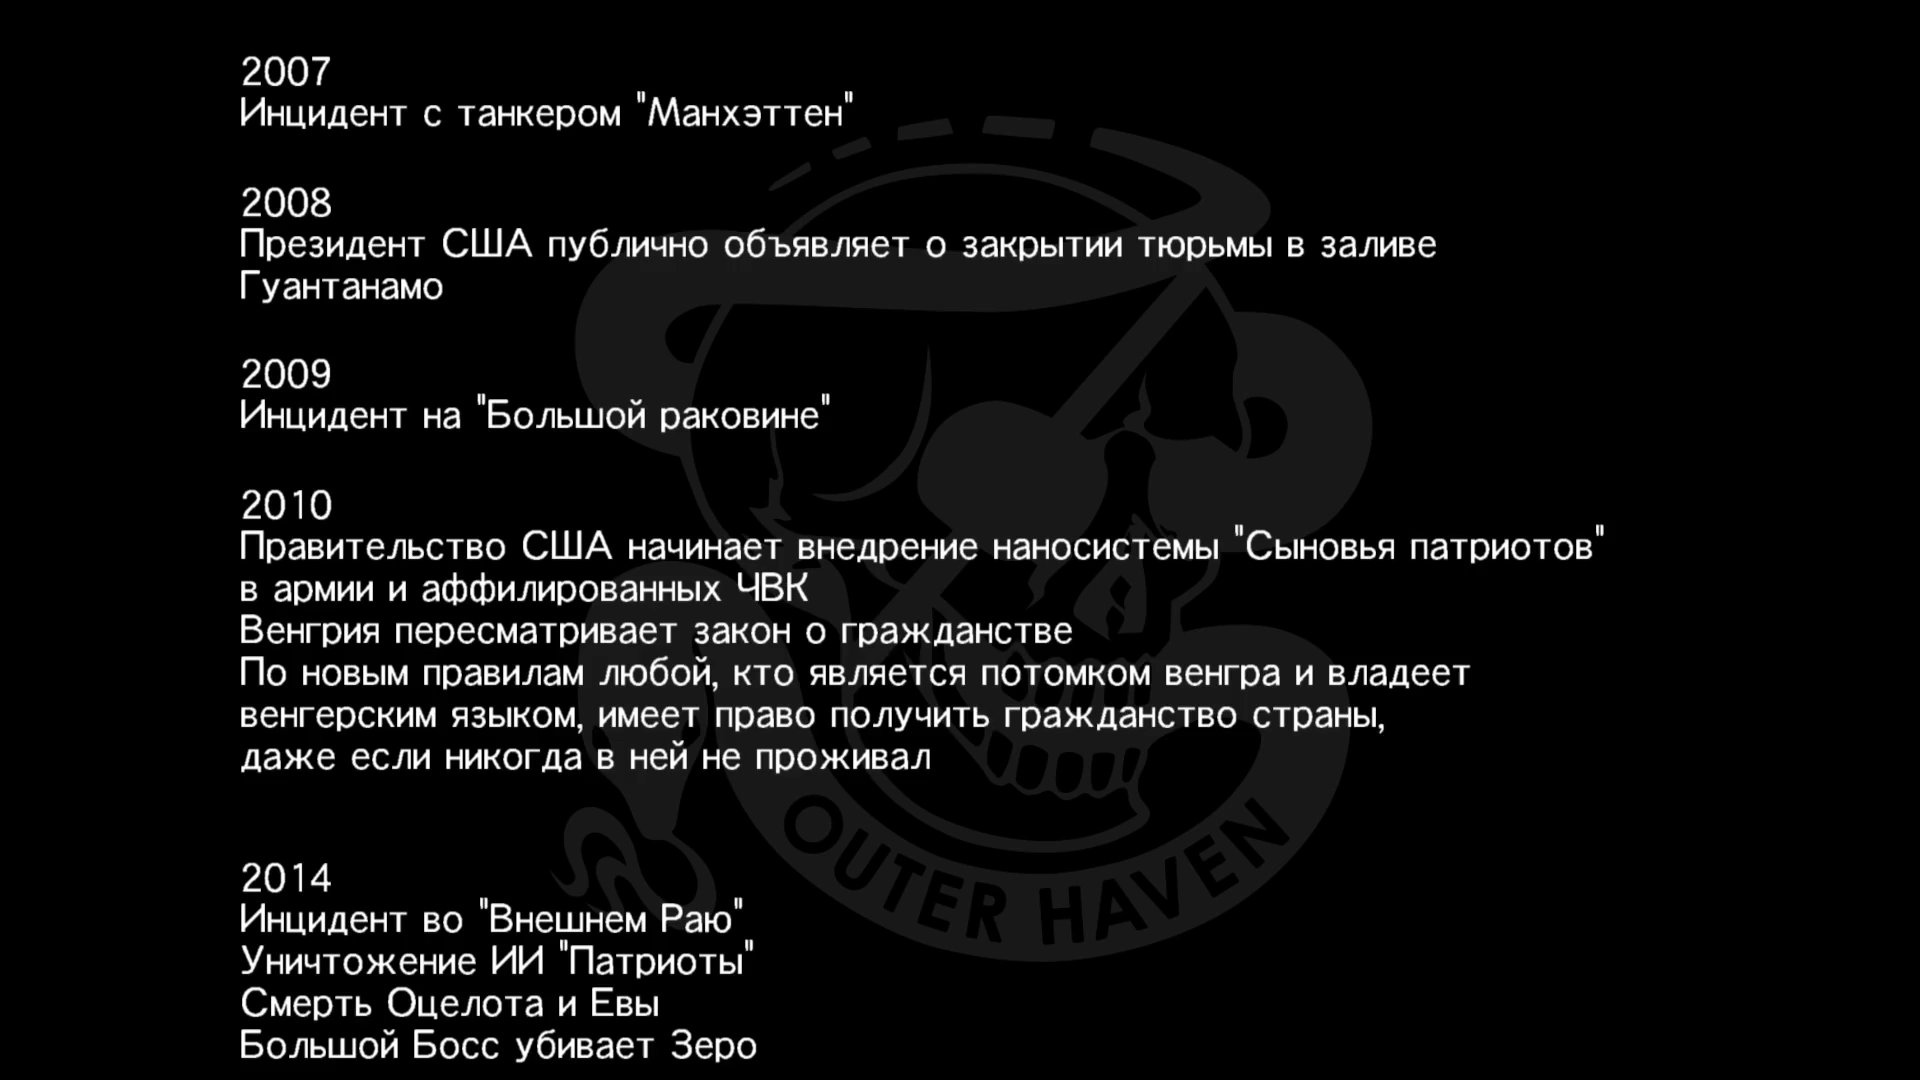 2007
Инцидент с танкером "Манхэттен"
2008
Президент США публично объявляет о закрытии тюрьмы в заливе
Гуантанамо
2009
Инцидент на "Большой раковине"
2010
Правительство США начинает внедрение наносистемы "Сыновья патриотов"
в армии и аффилированных ЧВК
Венгрия пересматривает закон о гражданстве
По новым правилам любой, кто является потомком венгра и владеет
венгерским языком, имеет право получить гражданство страны,
даже если никогда в ней не проживал
2014
Инцидент во "Внешнем Раю"
Уничтожение ИИ "Патриоты"
Смерть Оцелота и Евы
Большой Босс убивает Зеро
OUTER HAVEN